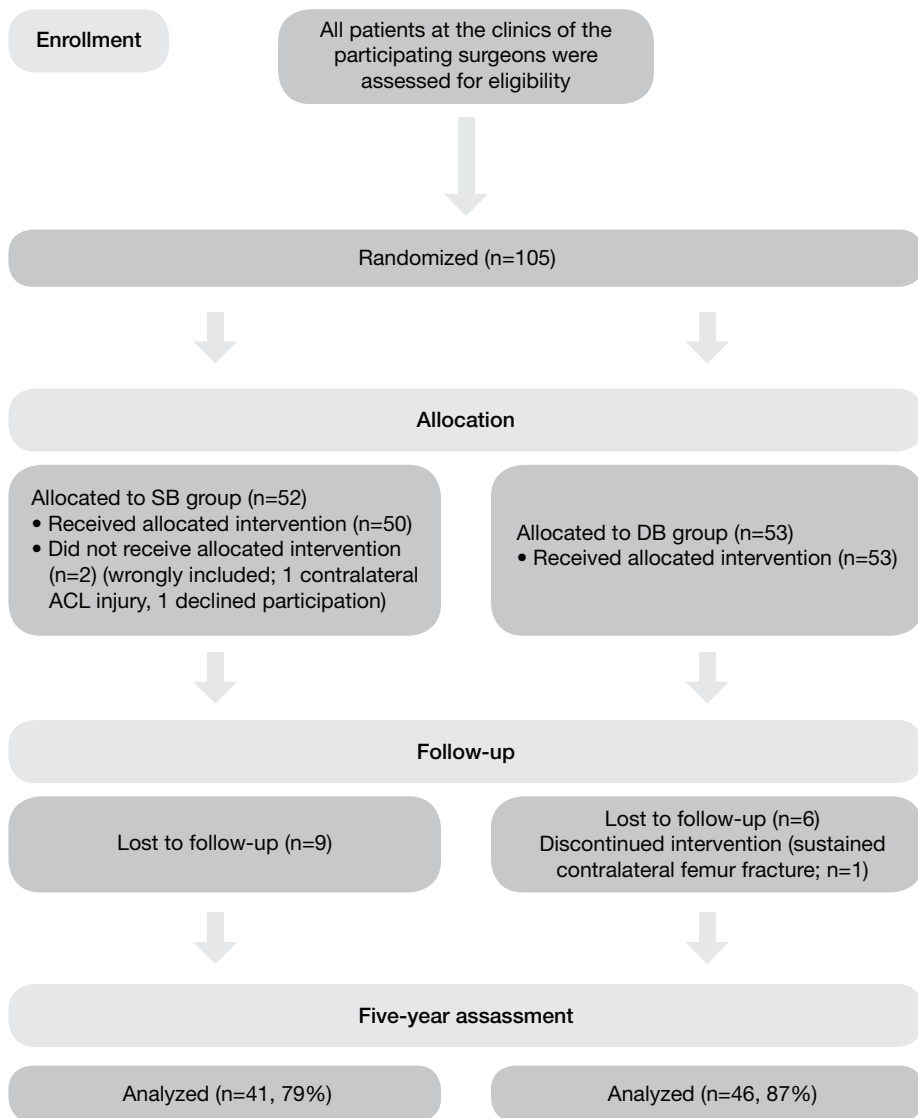 Enrollment
All patients at the clinics of the
participating surgeons were
assessed for eligibility
Randomized (n=105)
Allocation
Allocated to SB group (n=52)
• Received allocated intervention (n=50)
• Did not receive allocated intervention
(n=2) (wrongly included; 1 contralateral
ACL injury, 1 declined participation)
Allocated to DB group (n=53)
• Received allocated intervention (n=53)
Follow-up
Lost to follow-up (n=9)
Lost to follow-up (n=6)
Discontinued intervention (sustained
contralateral femur fracture; n=1)
Five-year assassment
Analyzed (n=41, 79%)
Analyzed (n=46, 87%)